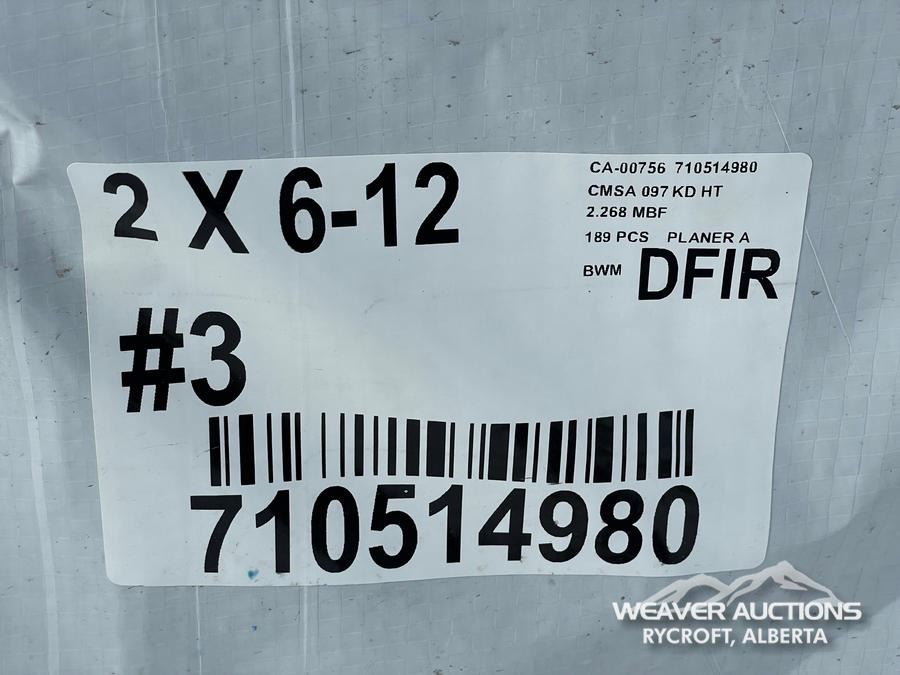 2 X 6-12
CA-00756 710514980
CMSA 097 KD HT
2.268 MBF
189 PCS PLANER A
BWM DFIR
#3
710514980
WEAVER AUCTIONS
RYCROFT, ALBERTA